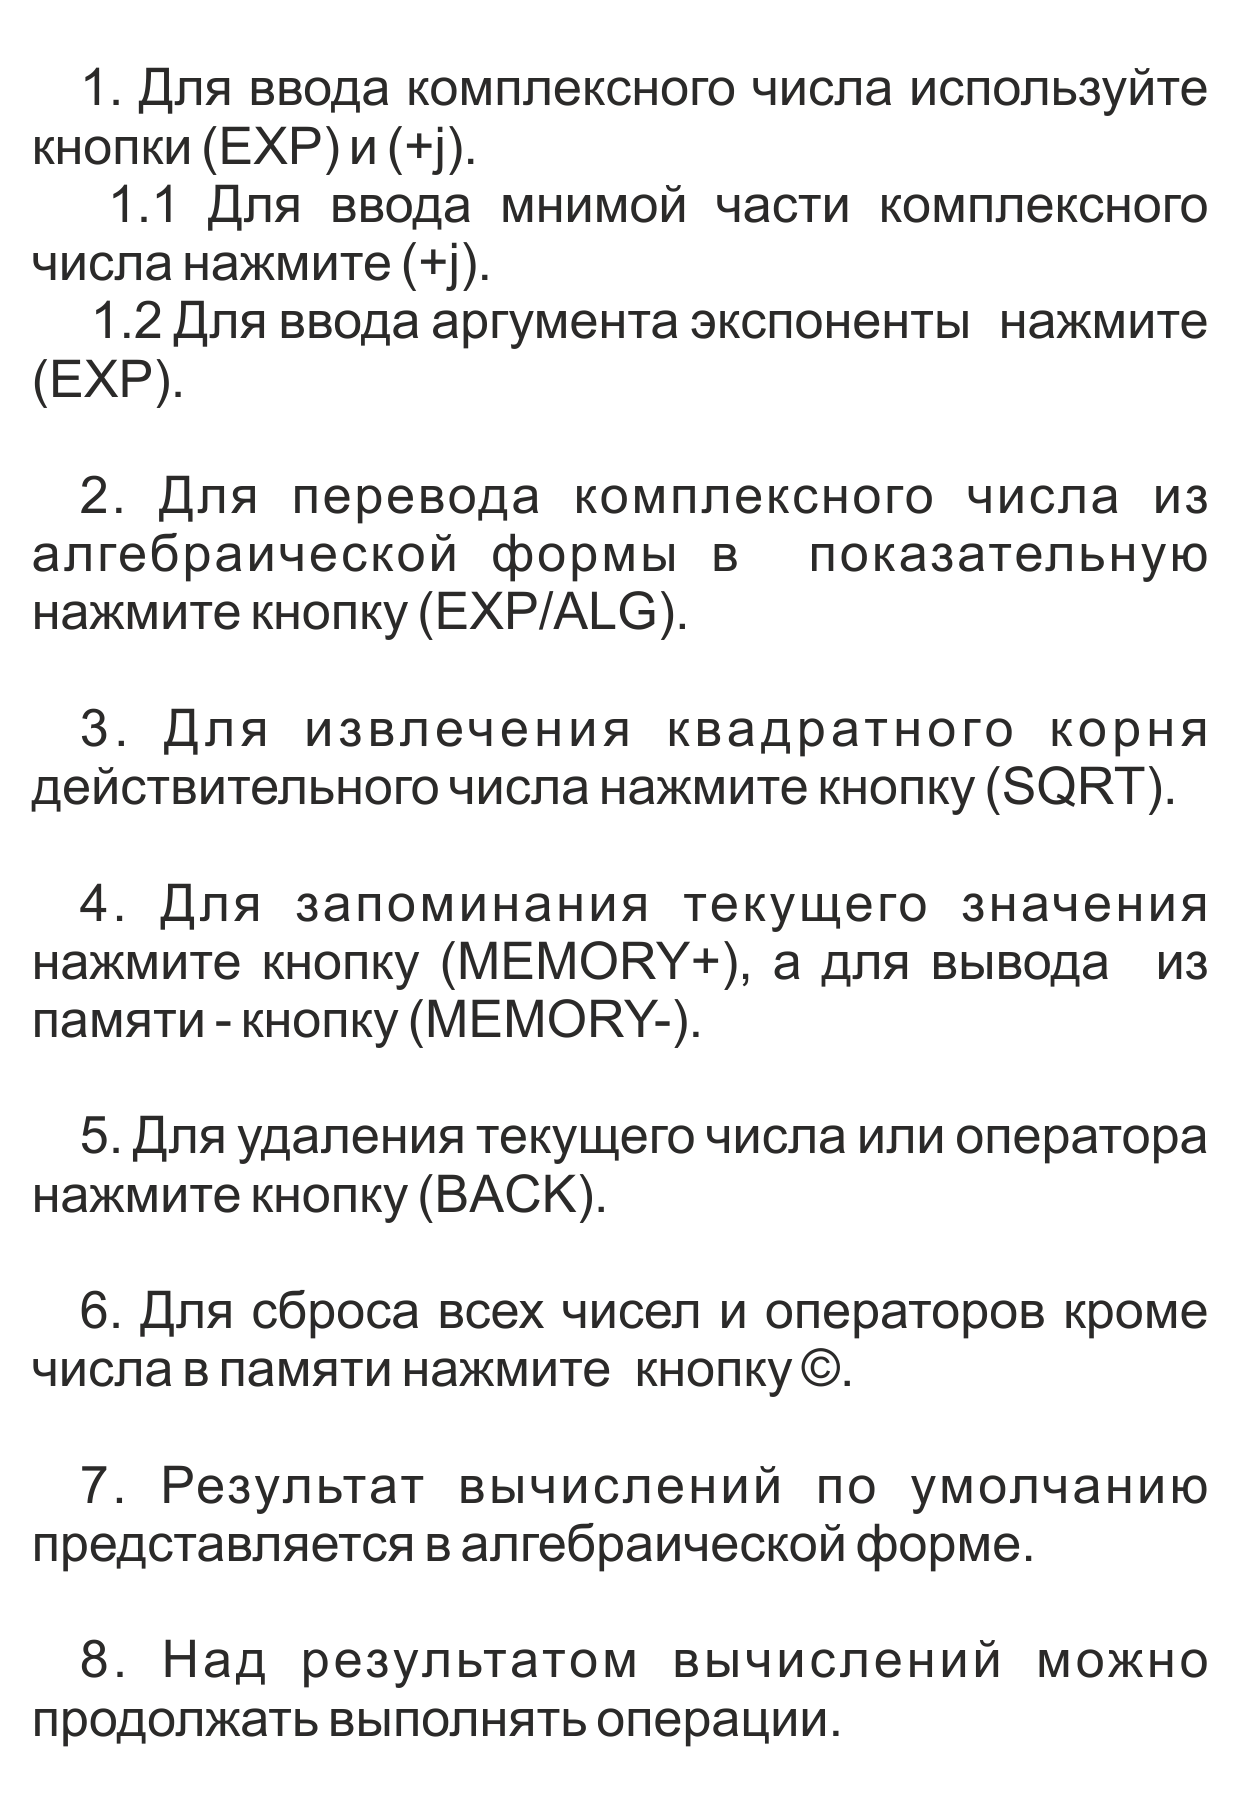 1. Для ввода комплексного числа используйте
кнопки (EXP) и (+j).
1.1 Для ввода мнимой части комплексного
числа нажмите (+j).
1.2 Для ввода аргумента экспоненты нажмите
(EXP).
2. Для перевода комплексного числа из
алгебраической формы в показательную
нажмите кнопку (EXP/ALG).
3. Для извлечения квадратного корня
действительного числа нажмите кнопку (SQRT).
4. Для запоминания текущего значения
нажмите кнопку (MEMORY+), а для вывода из
памяти - кнопку (MEMORY-).
5. Для удаления текущего числа или оператора
нажмите кнопку (BACK).
6. Для сброса всех чисел и операторов кроме
числа в памяти нажмите кнопку ©.
7. Результат вычислений по умолчанию
представляется в алгебраической форме.
8. Над результатом вычислений можно
продолжать выполнять операции.